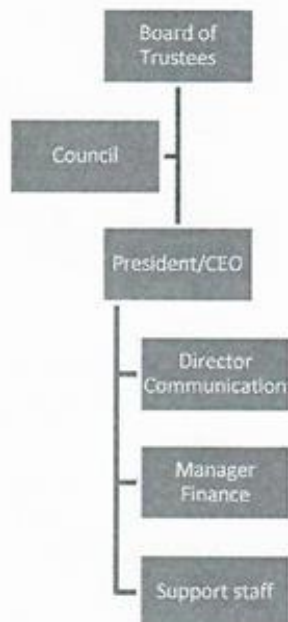 Board of
Trustees
Council
President/CEO
Director
Communication
Manager
Finance
Support staff